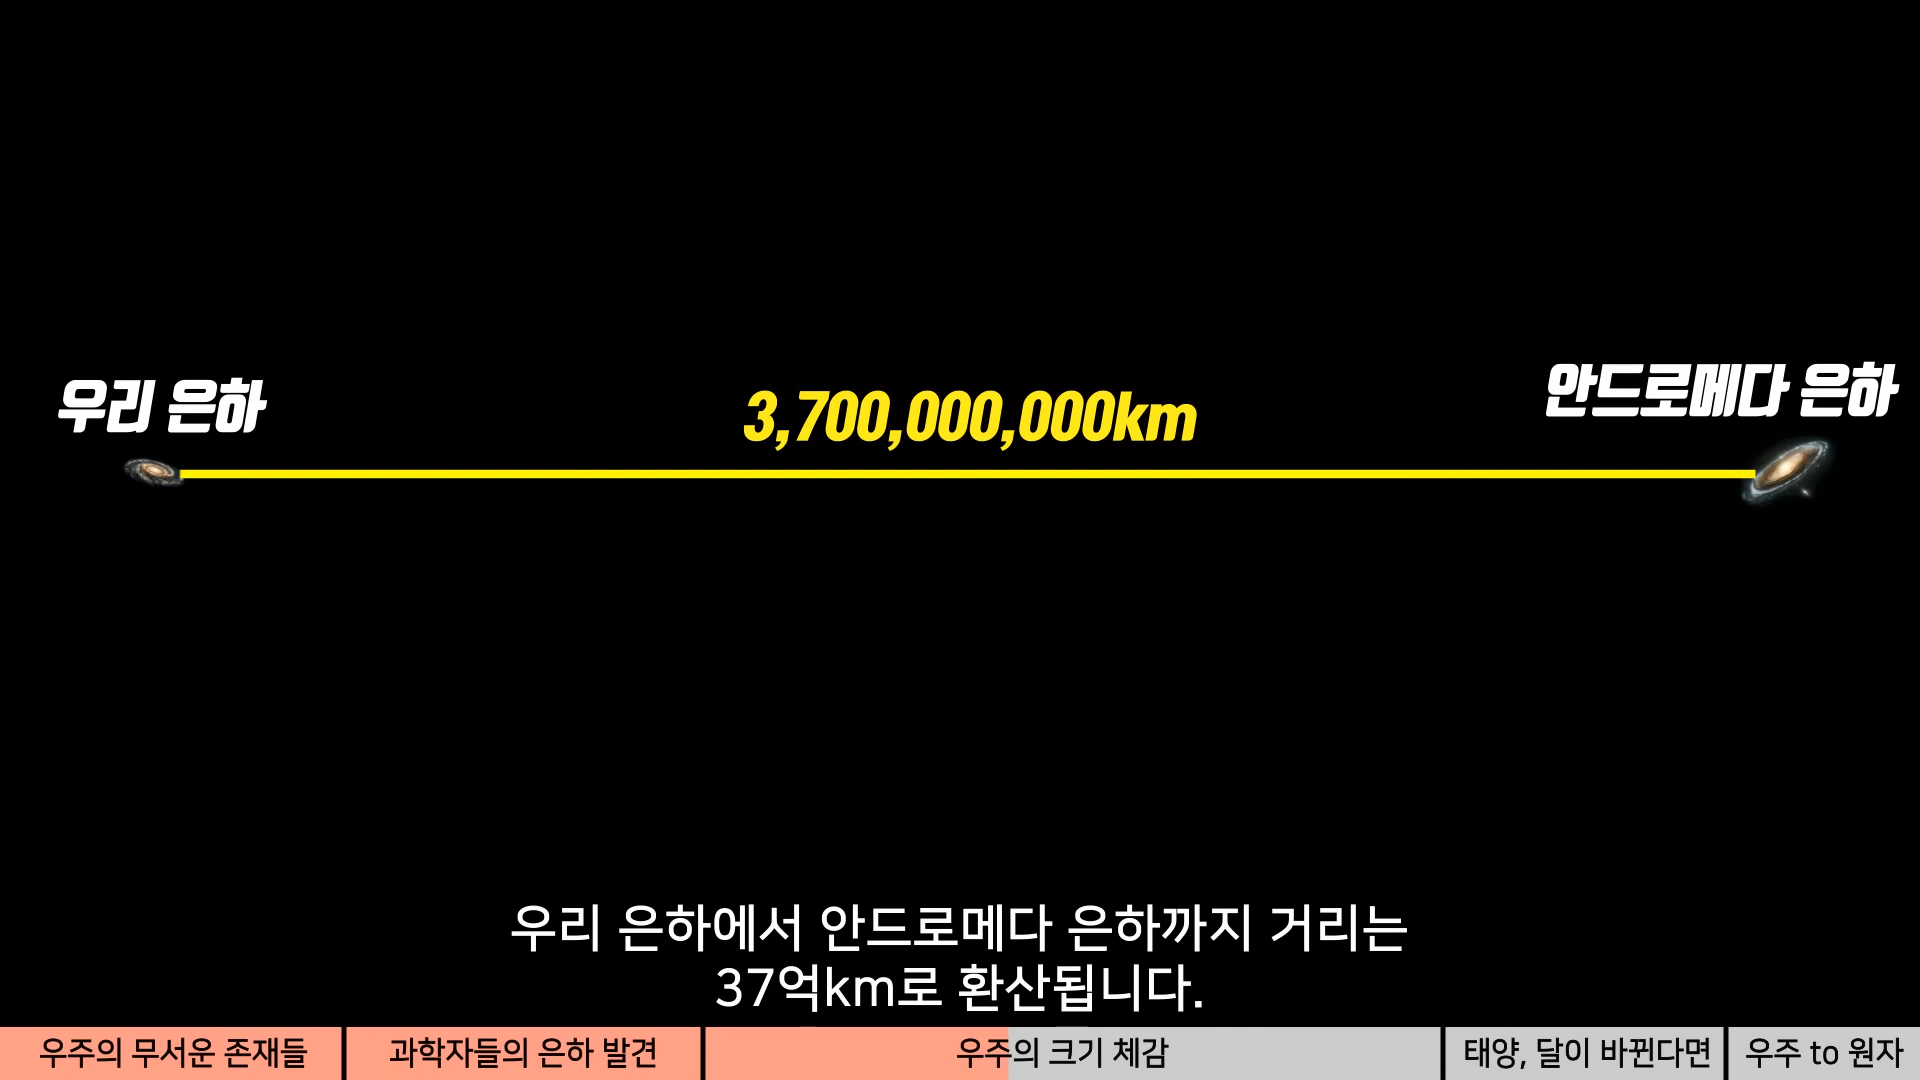 우리 은하
안드로메다 은하
3,700,000,000km
우리 은하에서 안드로메다 은하까지 거리는
37억km로 환산됩니다.
우주의 무서운 존재들
과학자들의 은하 발견
우주의 크기 체감
태양, 달이 바뀐다면
우주 to 원자